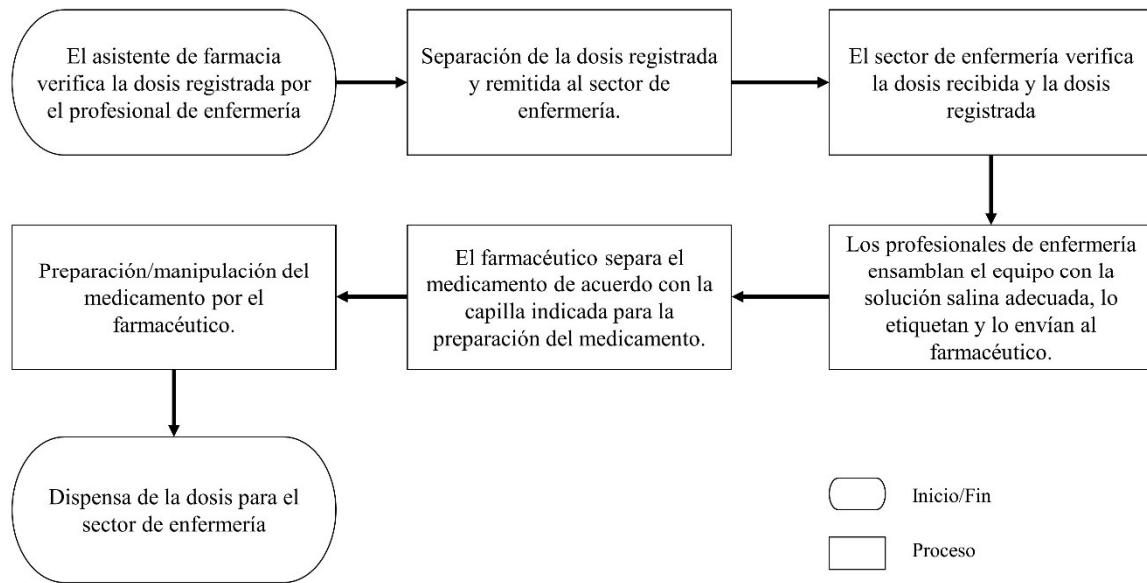 El asistente de farmacia
verifica la dosis registrada por
el profesional de enfermería
Separación de la dosis registrada
y remitida al sector de
enfermería.
El sector de enfermería verifica
la dosis recibida y la dosis
registrada
Los profesionales de enfermería
ensamblan el equipo con la
solución salina adecuada, lo
etiquetan y lo envían al
farmacéutico.
El farmacéutico separa el
medicamento de acuerdo con la
capilla indicada para la
preparación del medicamento.
Preparación/manipulación del
medicamento por el
farmacéutico.
Dispensa de la dosis para el
sector de enfermería
Inicio/Fin
Proceso